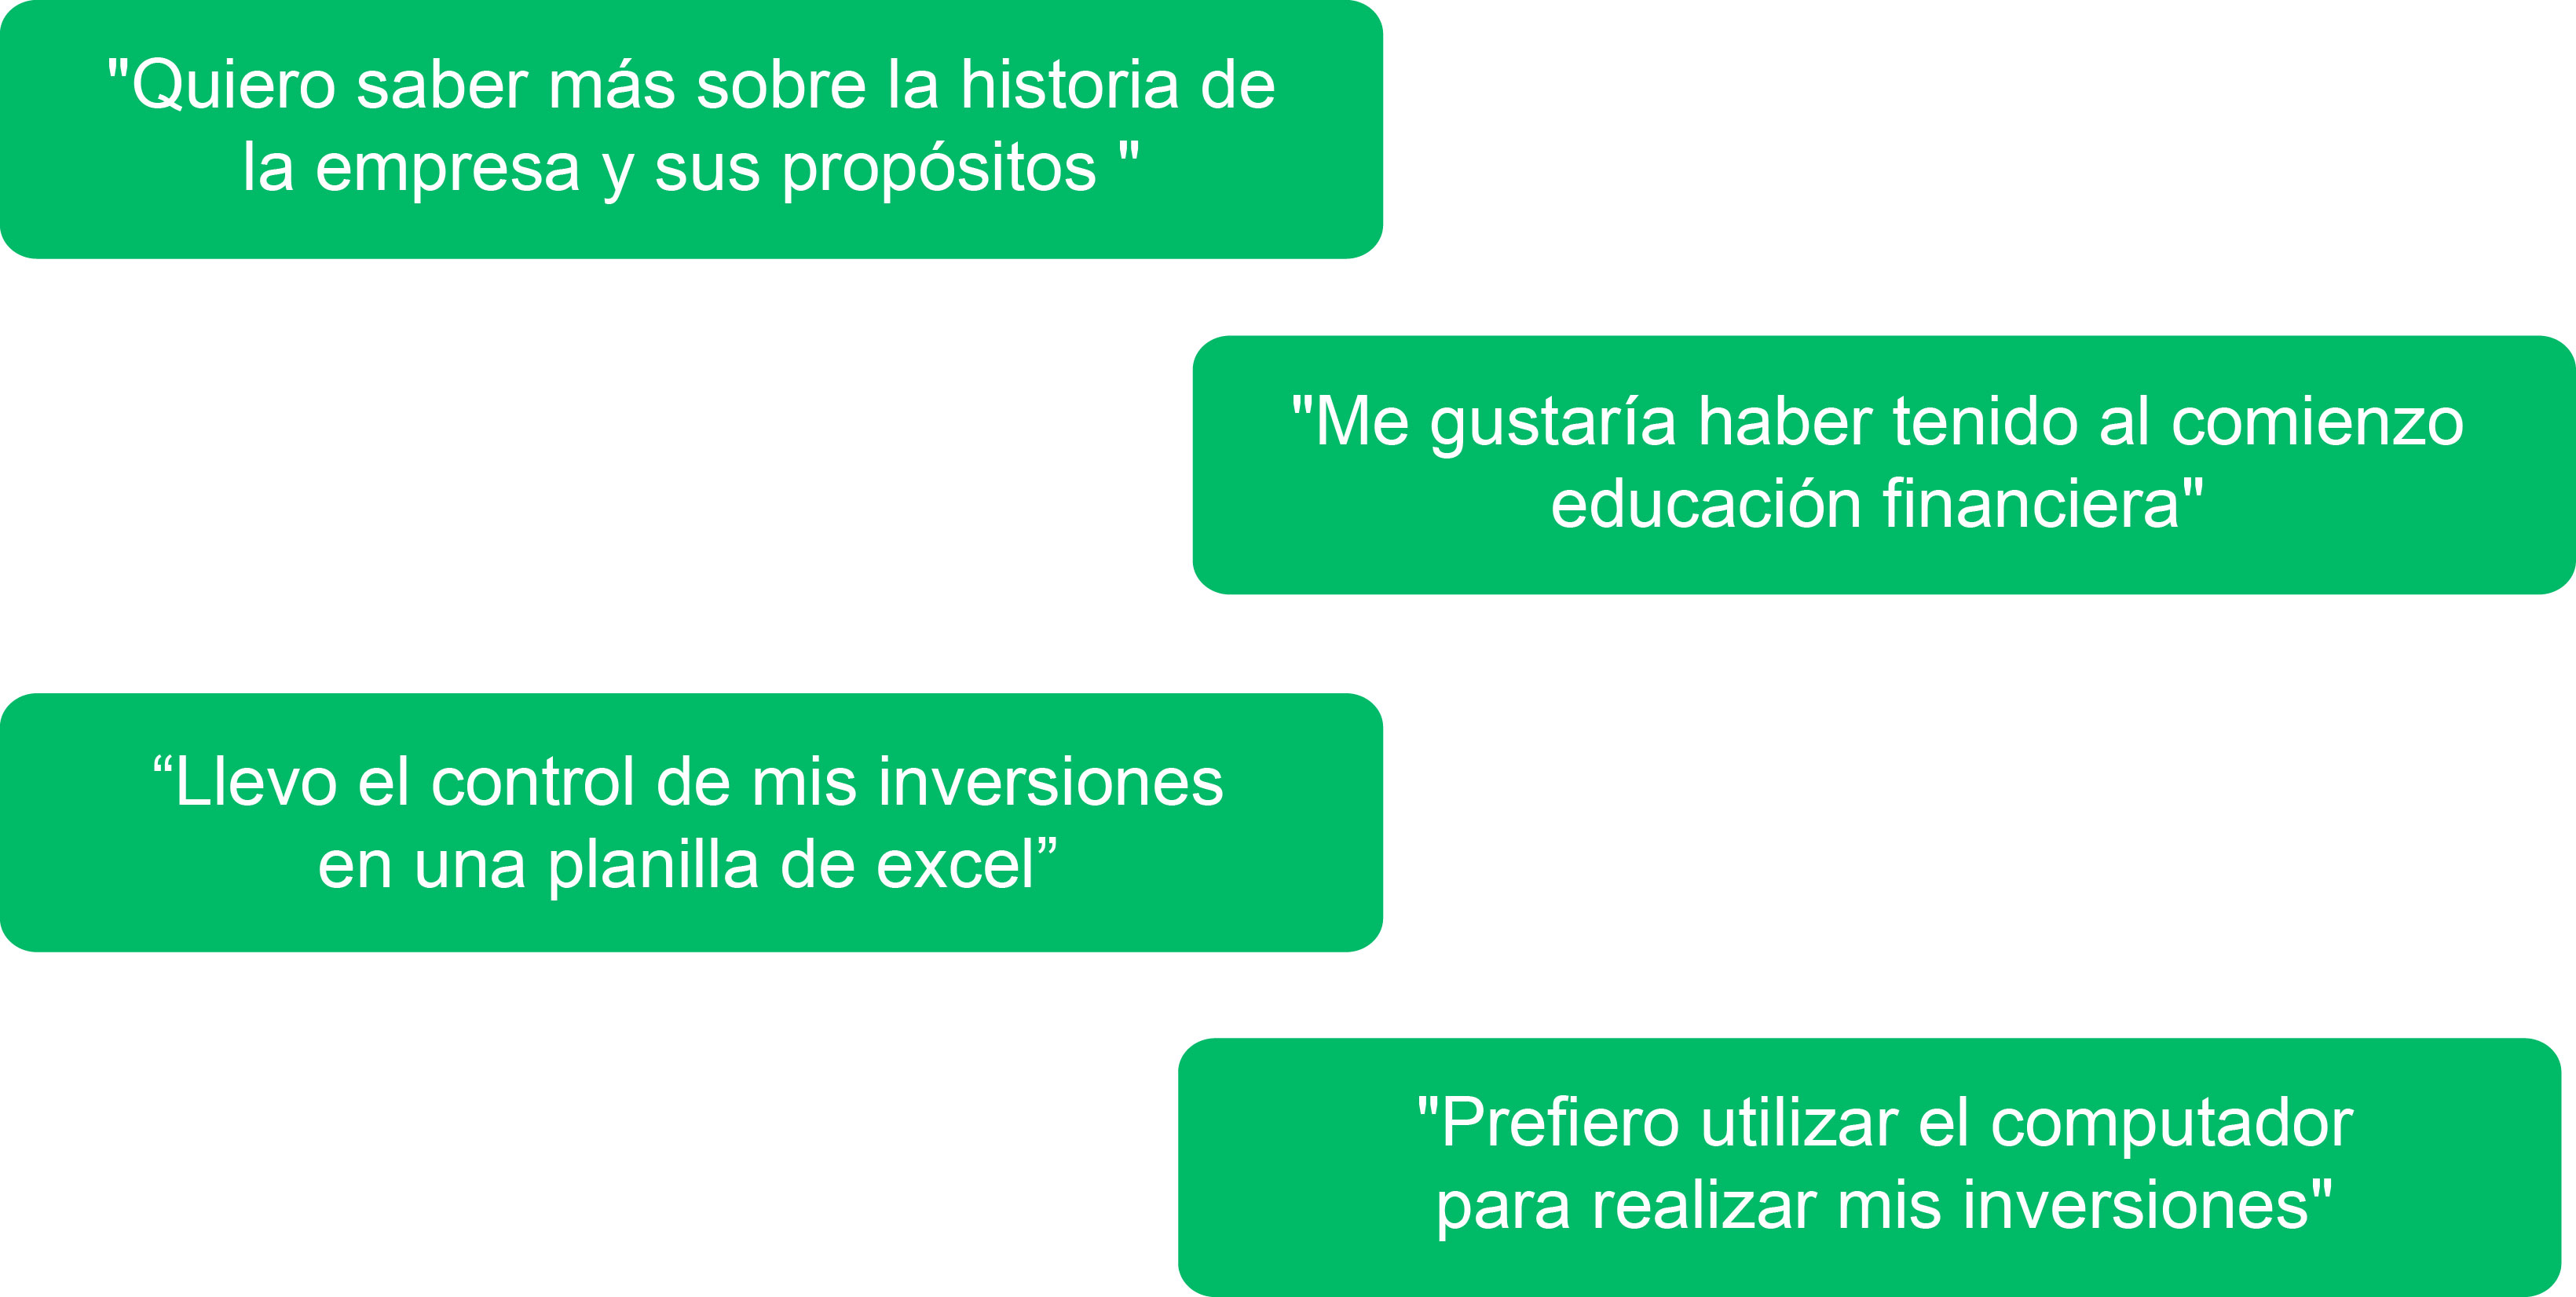 "Quiero saber más sobre la historia de
la empresa y sus propósitos "
"Me gustaría haber tenido al comienzo
educación financiera"
“Llevo el control de mis inversiones
en una planilla de excel”
"Prefiero utilizar el computador
para realizar mis inversiones"